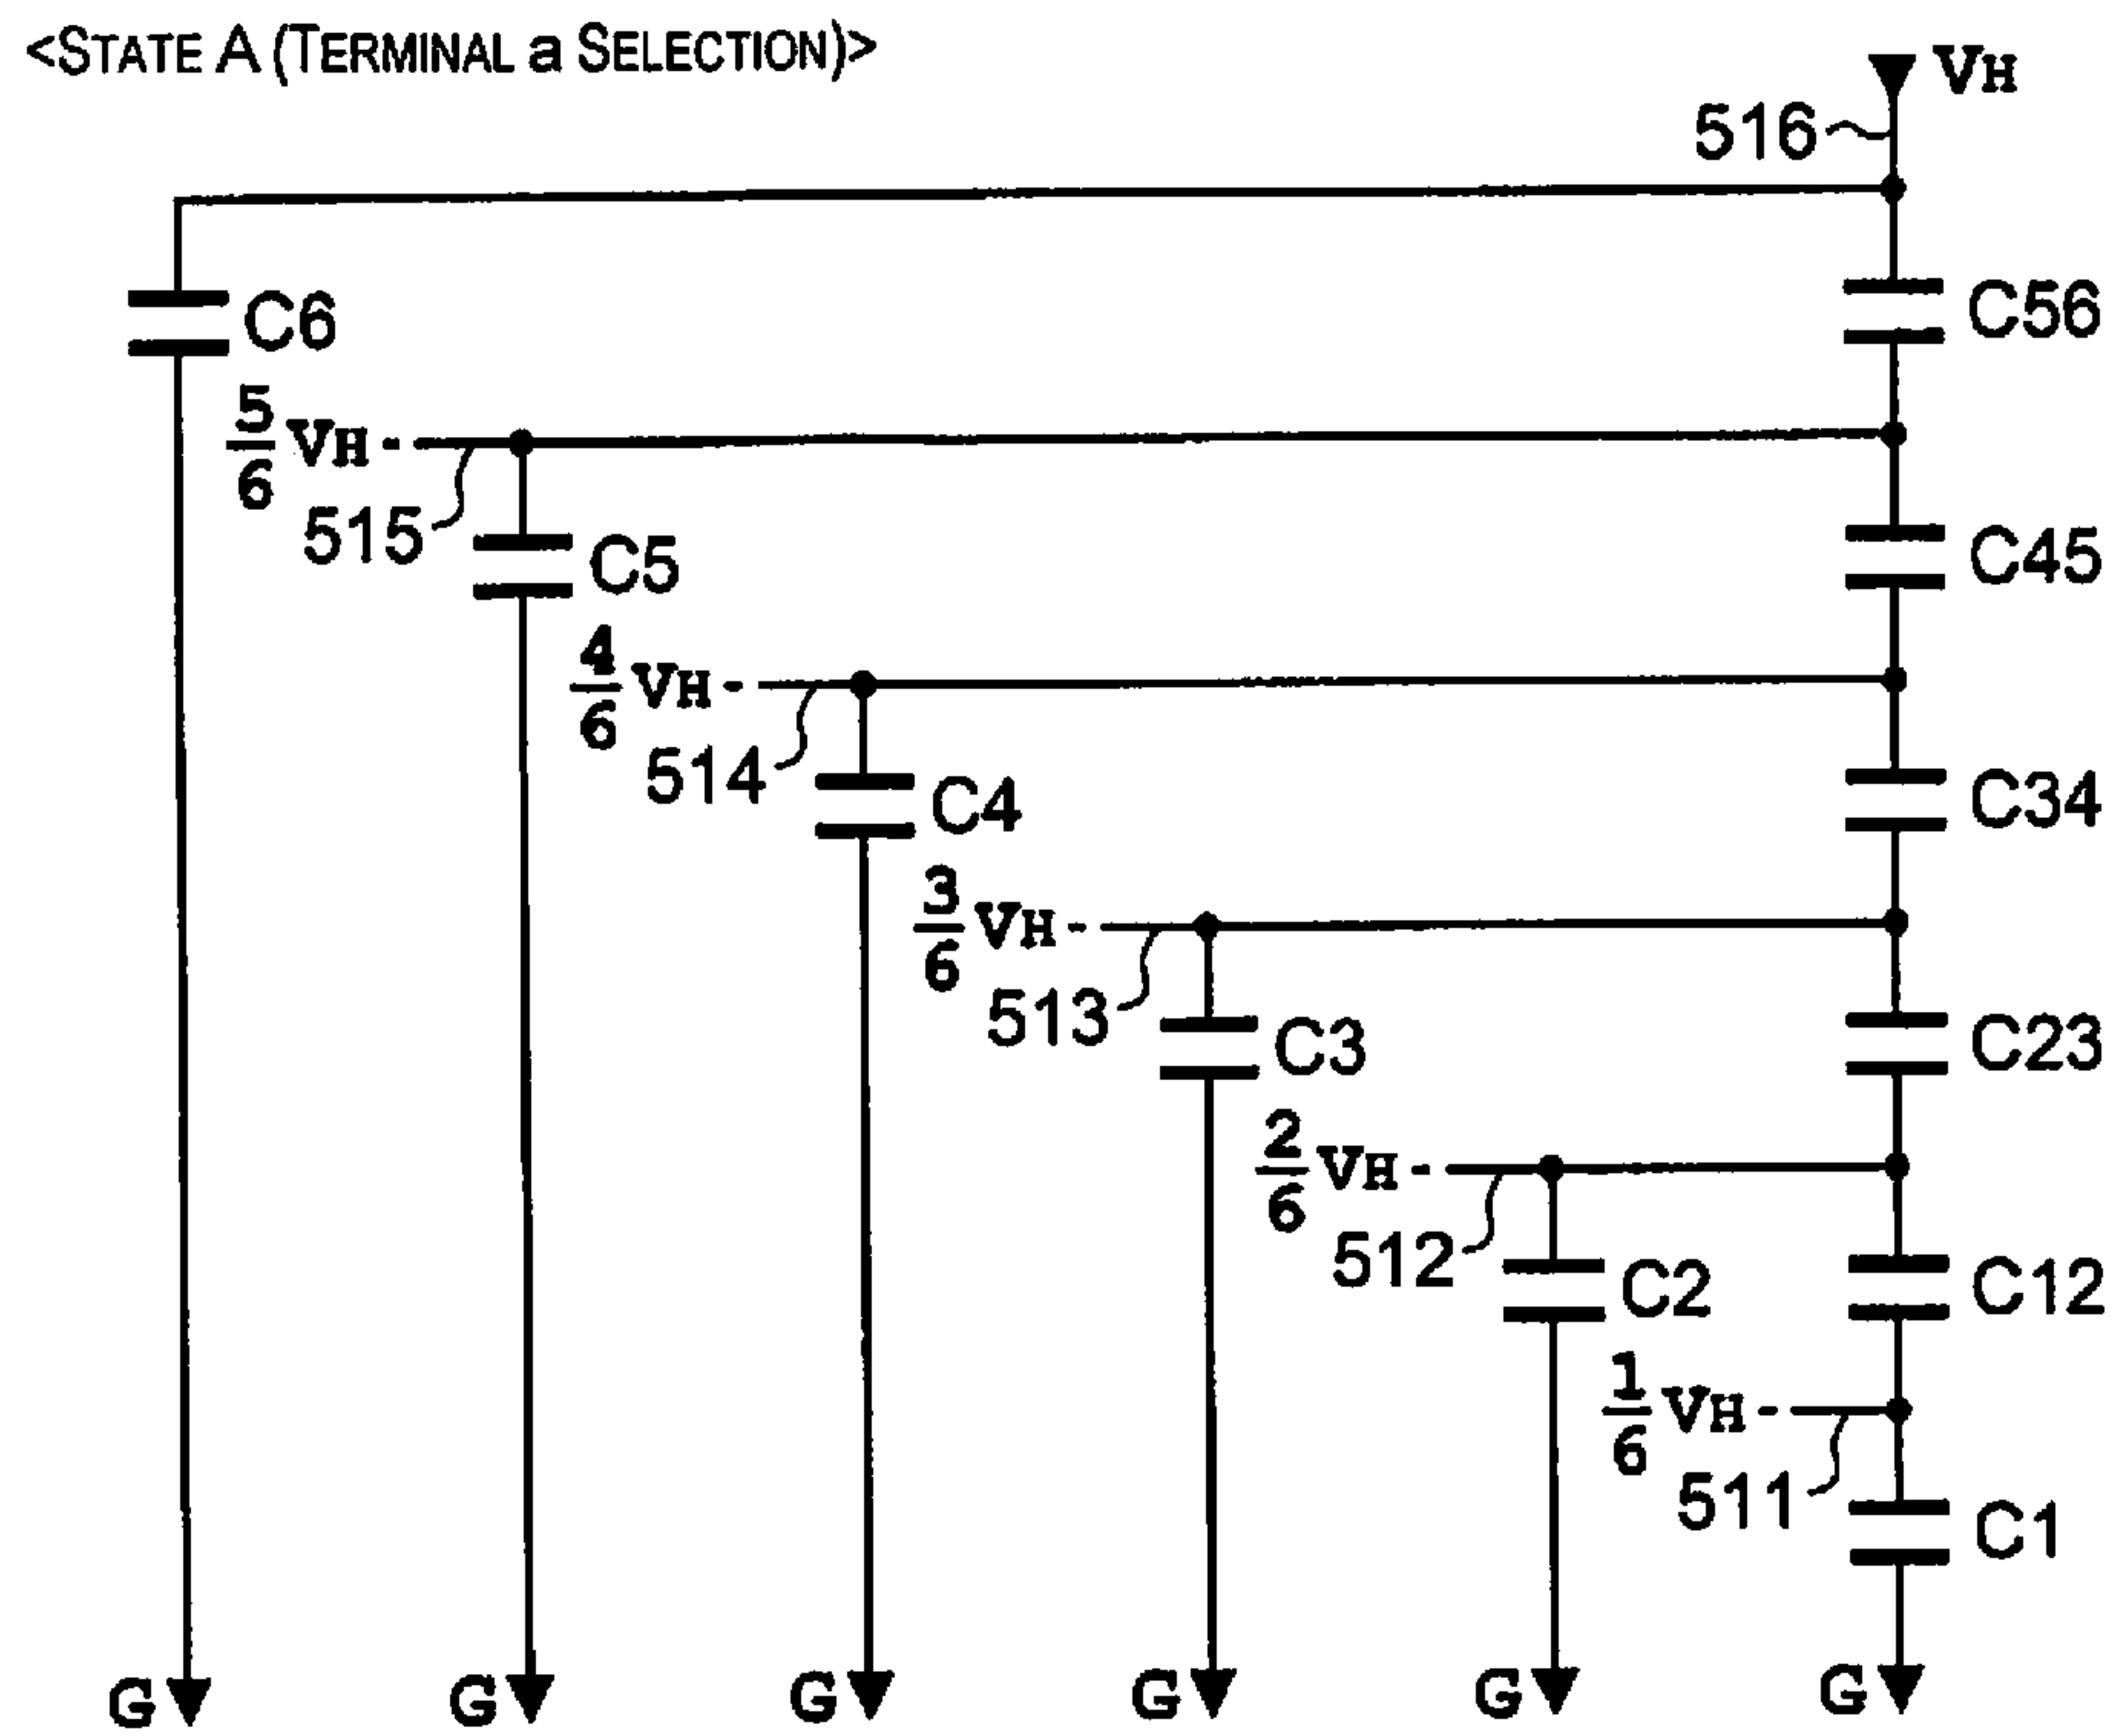 <STATE A (TERMINAL a SELECTION)>
VH
516
C6
C56
5/6 VH
515
C5
C45
4/6 VH
514
C4
C34
3/6 VH
513
C3
C23
2/6 VH
512
C2
C12
1/6 VH
511
C1
G G G G G G